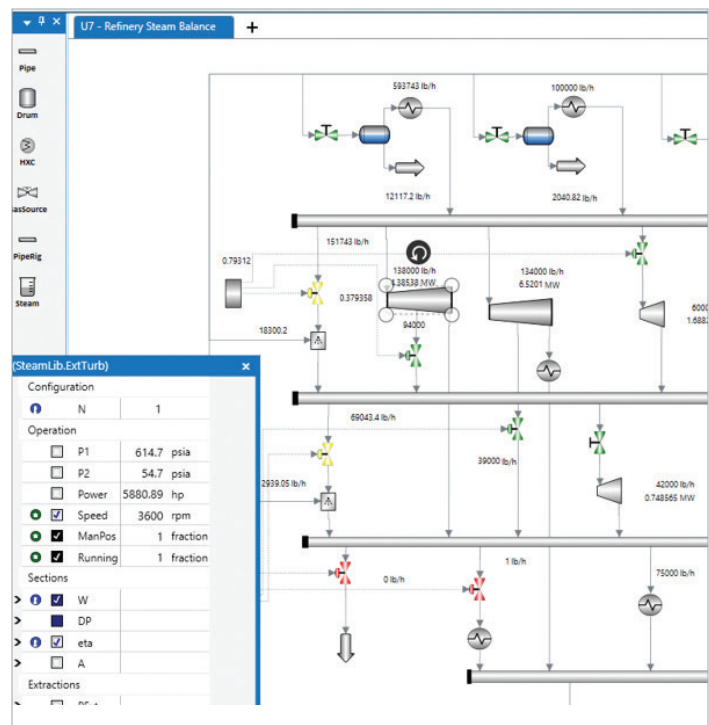 U7 - Refinery Steam Balance
+
Pipe
Drum
HXC
asSource
PipeRig
Steam
593743 lb/h
100000 lb/h
12117.2 lb/h
2040.82 lb/h
151743 lb/h
0.79312
138000 lb/h
4.38538 MW
134000 lb/h
6.5201 MW
0.379358
6000
1.6882
18300.2
94000
69043.4 lb/h
39000 lb/h
2939.05 lb/h
42000 lb/h
0.748565 MW
1 lb/h
0 lb/h
75000 lb/h
(SteamLib.ExtTurb)
Configuration
N 1
Operation
P1 614.7 psia
P2 54.7 psia
Power 5880.89 hp
Speed 3600 rpm
ManPos 1 fraction
Running 1 fraction
Sections
W
DP
eta
A
Extractions